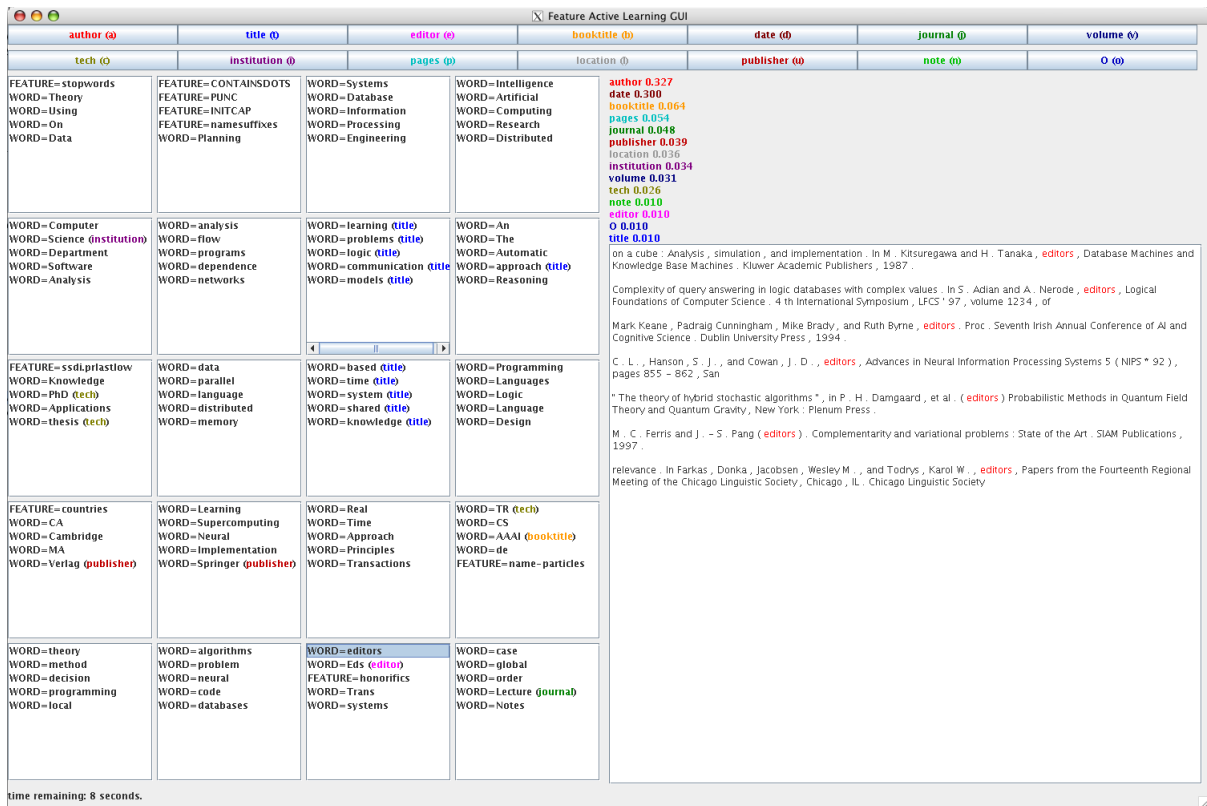 Feature Active Learning GUI
author (a) title (t) editor (e) booktitle (b) date (d) journal (j) volume (v)
tech (c) institution (i) pages (p) location (l) publisher (u) note (n) O (o)
FEATURE=stopwords
WORD=Theory
WORD=Using
WORD=On
WORD=Data
FEATURE=CONTAINSDOTS
FEATURE=PUNC
FEATURE=INITCAP
FEATURE=namesuffixes
WORD=Planning
WORD=Systems
WORD=Database
WORD=Information
WORD=Processing
WORD=Engineering
WORD=Intelligence
WORD=Artificial
WORD=Computing
WORD=Research
WORD=Distributed
WORD=Computer
WORD=Science (institution)
WORD=Department
WORD=Software
WORD=Analysis
WORD=analysis
WORD=flow
WORD=programs
WORD=dependence
WORD=networks
WORD=learning (title)
WORD=problems (title)
WORD=logic (title)
WORD=communication (title
WORD=models (title)
WORD=An
WORD=The
WORD=Automatic
WORD=approach (title)
WORD=Reasoning
FEATURE=ssdi.prlastlow
WORD=Knowledge
WORD=PhD (tech)
WORD=Applications
WORD=thesis (tech)
WORD=data
WORD=parallel
WORD=language
WORD=distributed
WORD=memory
WORD=based (title)
WORD=time (title)
WORD=system (title)
WORD=shared (title)
WORD=knowledge (title)
WORD=Programming
WORD=Languages
WORD=Logic
WORD=Language
WORD=Design
FEATURE=countries
WORD=CA
WORD=Cambridge
WORD=MA
WORD=Verlag (publisher)
WORD=Learning
WORD=Supercomputing
WORD=Neural
WORD=Implementation
WORD=Springer (publisher)
WORD=Real
WORD=Time
WORD=Approach
WORD=Principles
WORD=Transactions
WORD=TR (tech)
WORD=CS
WORD=AAAI (booktitle)
WORD=de
FEATURE=name-particles
WORD=theory
WORD=method
WORD=decision
WORD=programming
WORD=local
WORD=algorithms
WORD=problem
WORD=neural
WORD=code
WORD=databases
WORD=editors
WORD=Eds (editor)
FEATURE=honorifics
WORD=Trans
WORD=systems
WORD=case
WORD=global
WORD=order
WORD=Lecture (journal)
WORD=Notes
author 0.327
date 0.300
booktitle 0.064
pages 0.054
journal 0.048
publisher 0.039
location 0.036
institution 0.034
volume 0.031
tech 0.026
note 0.010
editor 0.010
O 0.010
title 0.010
on a cube : Analysis , simulation , and implementation . In M . Kitsuregawa and H . Tanaka , editors , Database Machines and
Knowledge Base Machines . Kluwer Academic Publishers , 1987 .
Complexity of query answering in logic databases with complex values . In S . Adian and A . Nerode , editors , Logical
Foundations of Computer Science . 4 th International Symposium , LFCS ' 97 , volume 1234 , of
Mark Keane , Padraig Cunningham , Mike Brady , and Ruth Byrne , editors . Proc . Seventh Irish Annual Conference of AI and
Cognitive Science . Dublin University Press , 1994 .
C . L . , Hanson , S . J . , and Cowan , J . D . , editors , Advances in Neural Information Processing Systems 5 ( NIPS * 92 ) ,
pages 855 - 862 , San
" The theory of hybrid stochastic algorithms " , in P . H . Damgaard , et al . ( editors ) Probabilistic Methods in Quantum Field
Theory and Quantum Gravity , New York : Plenum Press .
M . C . Ferris and J . - S . Pang ( editors ) . Complementarity and variational problems : State of the Art . SIAM Publications ,
1997 .
relevance . In Farkas , Donka , Jacobsen , Wesley M . , and Todrys , Karol W . , editors , Papers from the Fourteenth Regional
Meeting of the Chicago Linguistic Society , Chicago , IL . Chicago Linguistic Society
time remaining: 8 seconds.